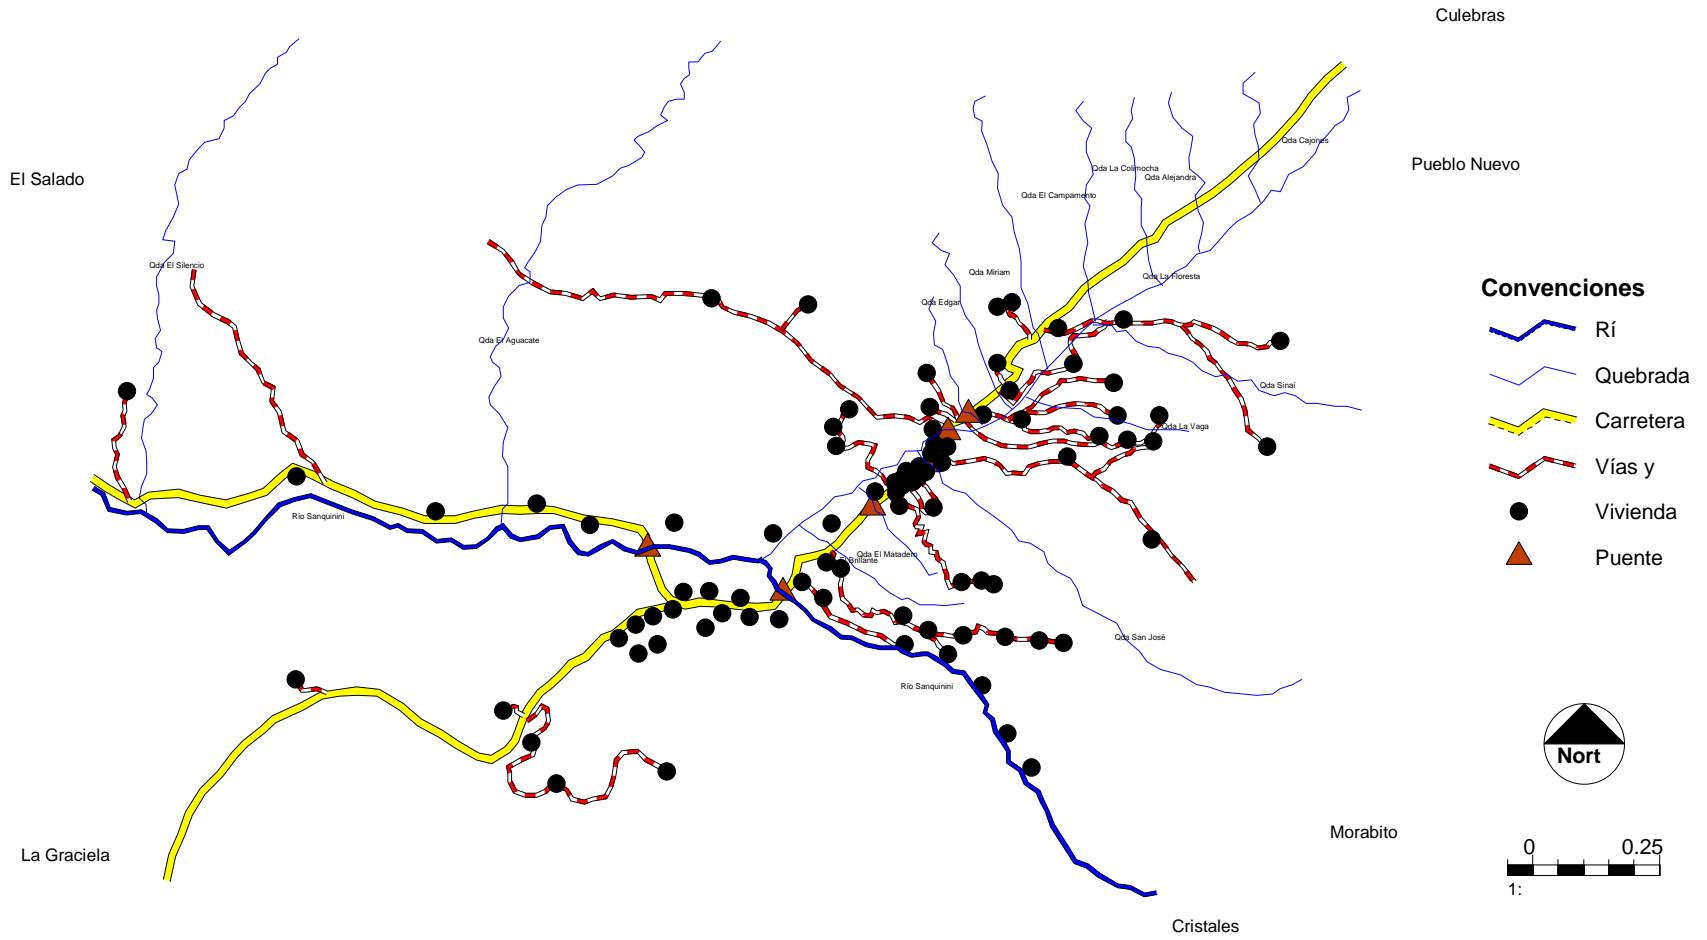 Culebras
Qda Cajones
Pueblo Nuevo
Qda La Colimocha
El Salado
Qda Alejandra
Qda El Campamento
Qda El Silencio
Qda Miriam
Qda La Floresta
Convenciones
Qda Edgar
Rí
Qda El Aguacate
Quebrada
Qda Sinaí
Carretera
Qda La Vaga
Vías y
Río Sanquinini
Vivienda
Qda El Matadero
El Brillante
Puente
Qda San José
Río Sanquinini
Nort
Morabito
0 0.25
La Graciela
1:
Cristales